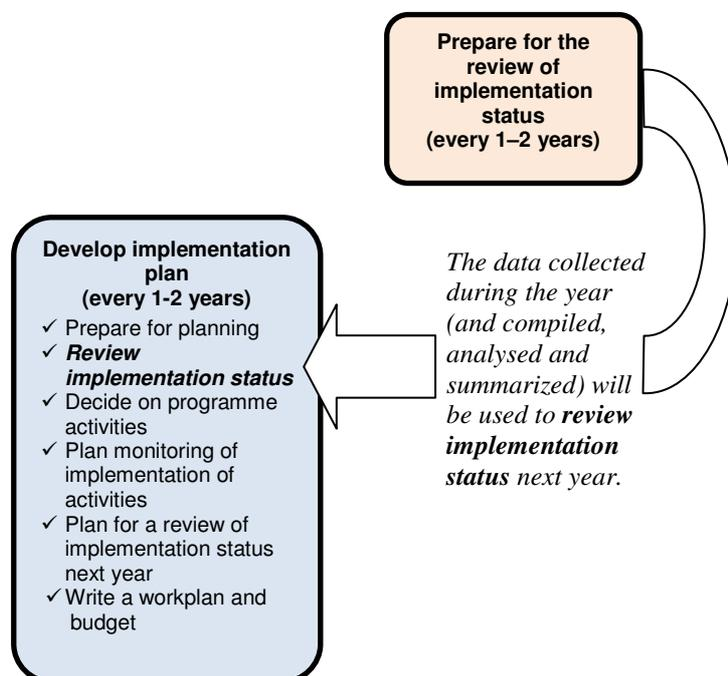 Prepare for the
review of
implementation
status
(every 1–2 years)
The data collected
during the year
(and compiled,
analysed and
summarized) will
be used to review
implementation
status next year.
Develop implementation
plan
(every 1-2 years)
✓ Prepare for planning
✓ Review
implementation status
✓ Decide on programme
activities
✓ Plan monitoring of
implementation of
activities
✓ Plan for a review of
implementation status
next year
✓ Write a workplan and
budget